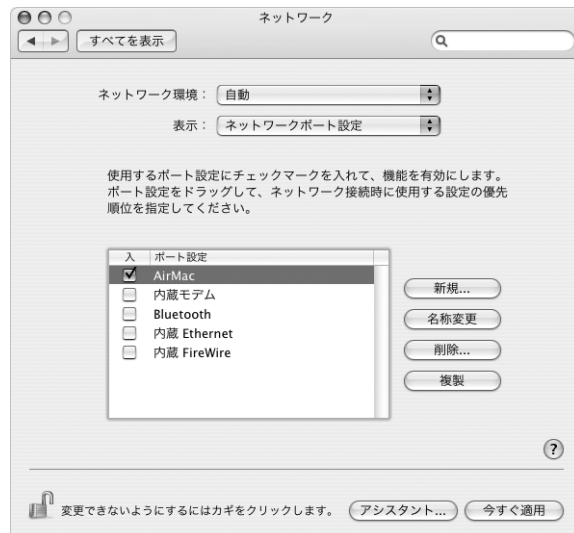 ネットワーク
すべてを表示
ネットワーク環境： 自動
表示： ネットワークポート設定
使用するポート設定にチェックマークを入れて、機能を有効にします。
ポート設定をドラッグして、ネットワーク接続時に使用する設定の優先
順位を指定してください。
入 ポート設定
AirMac
内蔵モデム
Bluetooth
内蔵 Ethernet
内蔵 FireWire
新規...
名称変更
削除...
複製
?
変更できないようにするにはカギをクリックします。 アシスタント... 今すぐ適用